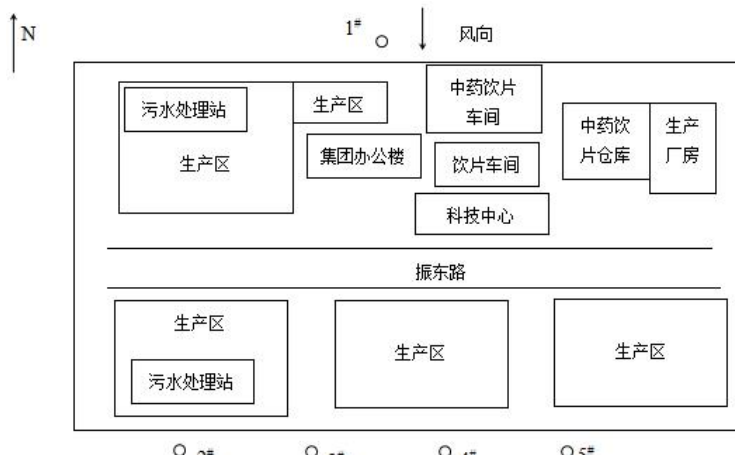 N
1#
风向
污水处理站
生产区
生产区
集团办公楼
中药饮片
车间
饮片车间
科技中心
中药饮
片仓库
生产
厂房
振东路
生产区
污水处理站
生产区
生产区
2#
4#
5#